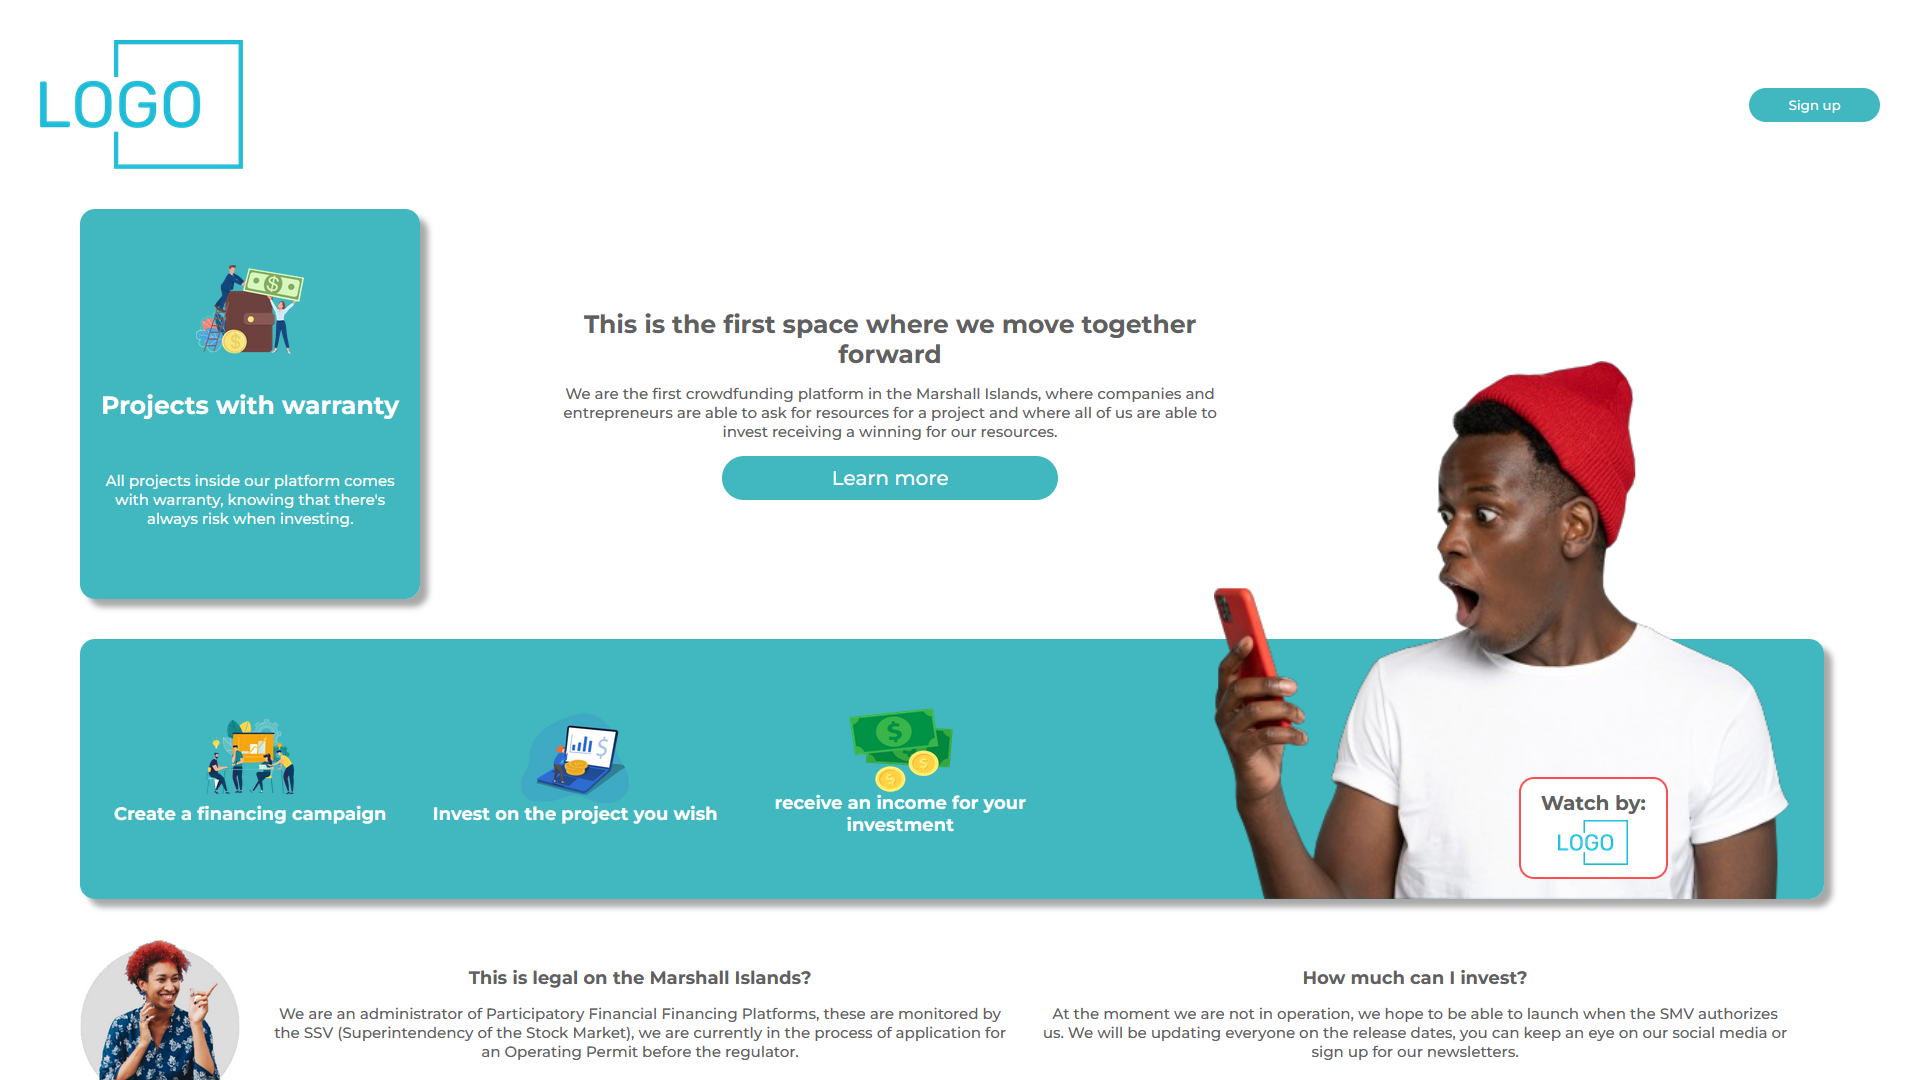 LOGO
Sign up
Projects with warranty
All projects inside our platform comes
with warranty, knowing that there's
always risk when investing.
This is the first space where we move together
forward
We are the first crowdfunding platform in the Marshall Islands, where companies and
entrepreneurs are able to ask for resources for a project and where all of us are able to
invest receiving a winning for our resources.
Learn more
Create a financing campaign
Invest on the project you wish
receive an income for your
investment
Watch by:
LOGO
This is legal on the Marshall Islands?
We are an administrator of Participatory Financial Financing Platforms, these are monitored by
the SSV (Superintendency of the Stock Market), we are currently in the process of application for
an Operating Permit before the regulator.
How much can I invest?
At the moment we are not in operation, we hope to be able to launch when the SMV authorizes
us. We will be updating everyone on the release dates, you can keep an eye on our social media or
sign up for our newsletters.